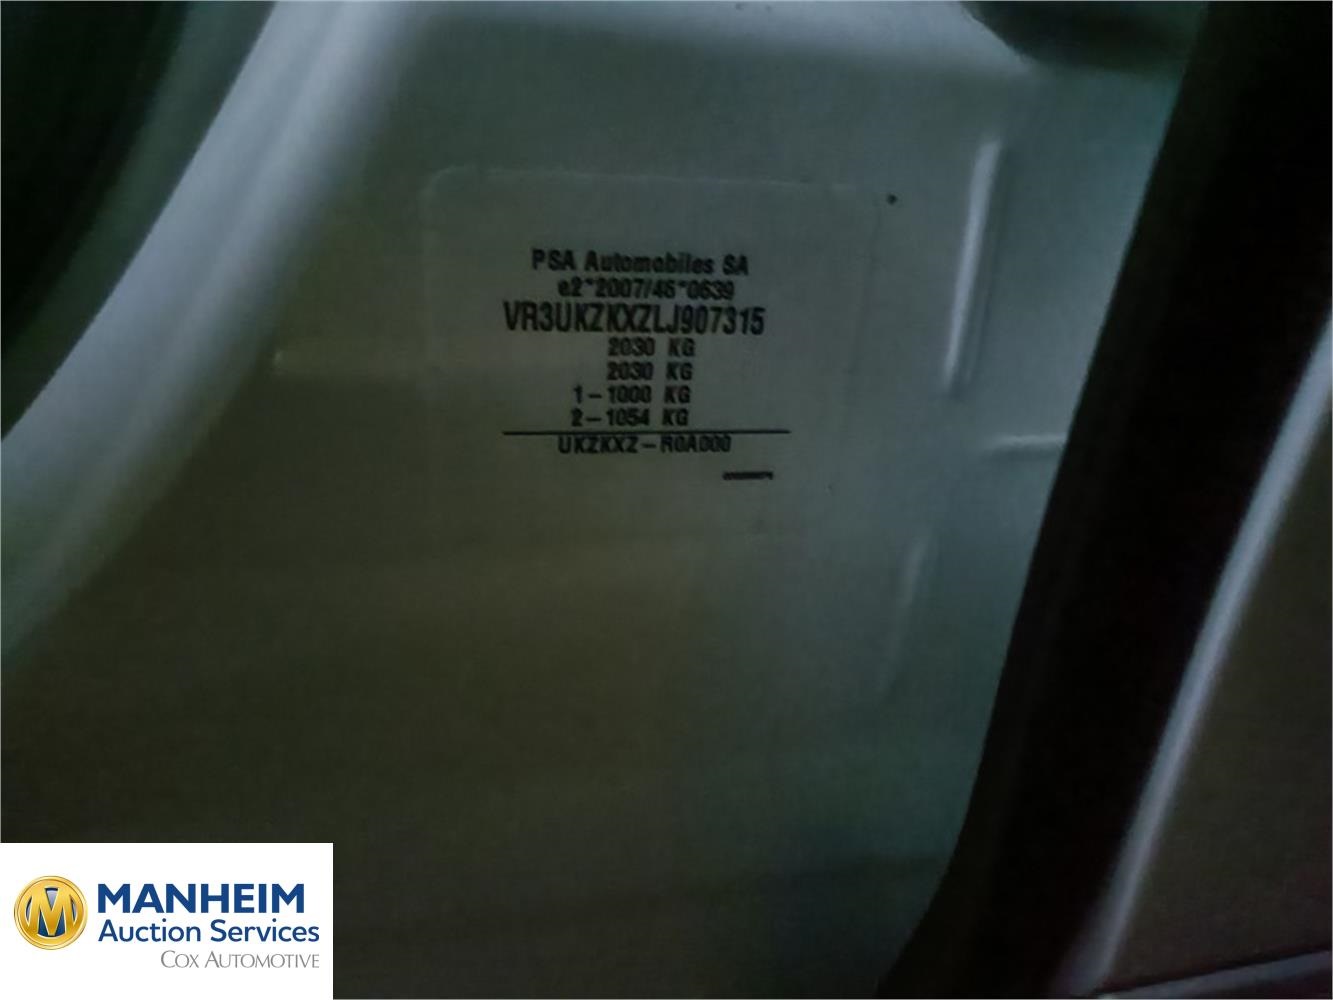 PSA Automobiles SA
e2*2007/46*0639
VR3UKZKXZLJ907315
2030 KG
2030 KG
1-1000 KG
2-1054 KG
UKZKXZ-R0A000
MANHEIM
Auction Services
COX AUTOMOTIVE